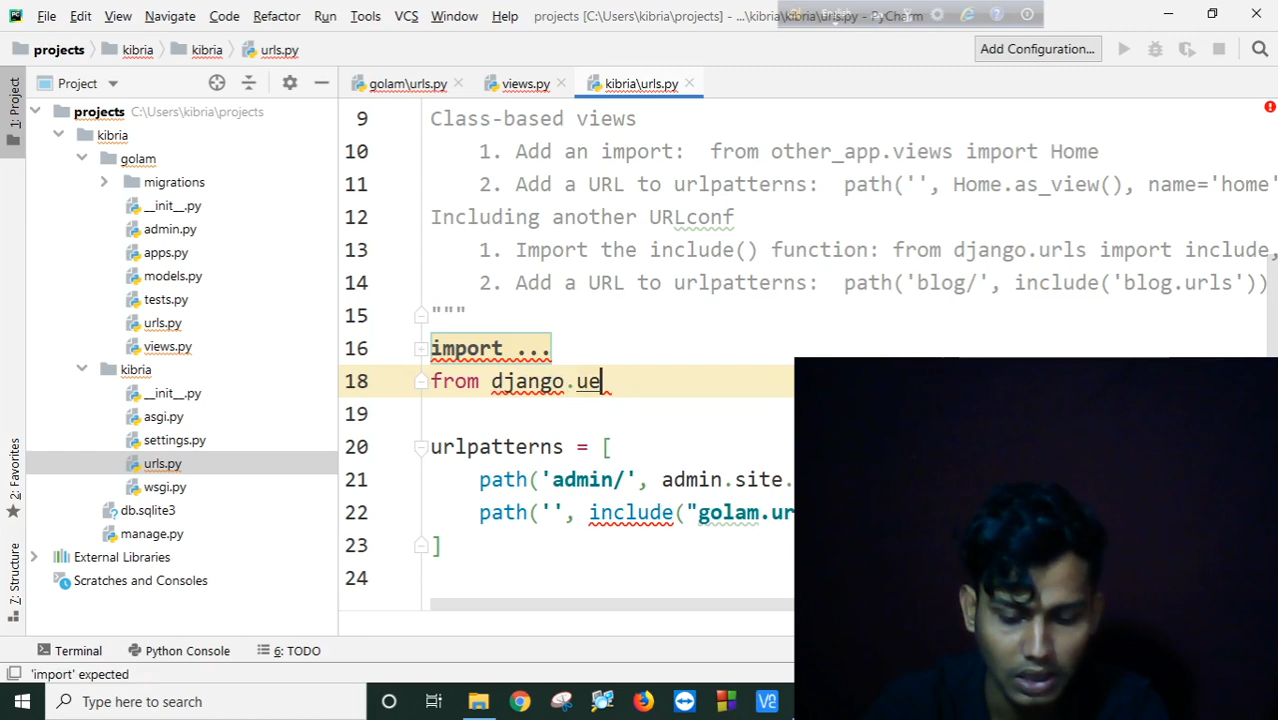 File Edit View Navigate Code Refactor Run Tools VCS Window Help projects [C:\Users\kibria\projects] - ...\kibria\kibria\urls.py - PyCharm
English
projects kibria kibria urls.py Add Configuration...
1: Project
Project
golam\urls.py views.py kibria\urls.py
projects C:\Users\kibria\projects
kibria
golam
migrations
__init__.py
admin.py
apps.py
models.py
tests.py
urls.py
views.py
kibria
__init__.py
asgi.py
settings.py
urls.py
wsgi.py
db.sqlite3
manage.py
External Libraries
Scratches and Consoles
2: Favorites
7: Structure
9 Class-based views
10 1. Add an import: from other_app.views import Home
11 2. Add a URL to urlpatterns: path('', Home.as_view(), name='home'
12 Including another URLconf
13 1. Import the include() function: from django.urls import include,
14 2. Add a URL to urlpatterns: path('blog/', include('blog.urls'))
15 """
16 import ...
18 from django.ue
19
20 urlpatterns = [
21 path('admin/', admin.site.
22 path('', include("golam.ur
23 ]
24
Terminal Python Console 6: TODO
'import' expected
Type here to search